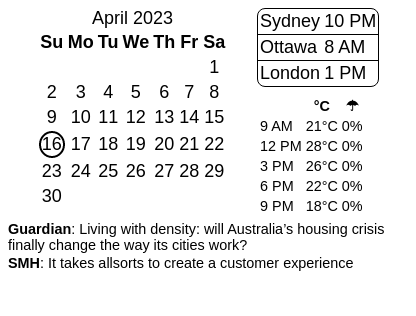 April 2023
Su Mo Tu We Th Fr Sa
1
2 3 4 5 6 7 8
9 10 11 12 13 14 15
16 17 18 19 20 21 22
23 24 25 26 27 28 29
30
Sydney 10 PM
Ottawa 8 AM
London 1 PM
°C ☂
9 AM 21°C 0%
12 PM 28°C 0%
3 PM 26°C 0%
6 PM 22°C 0%
9 PM 18°C 0%
Guardian: Living with density: will Australia's housing crisis
finally change the way its cities work?
SMH: It takes allsorts to create a customer experience